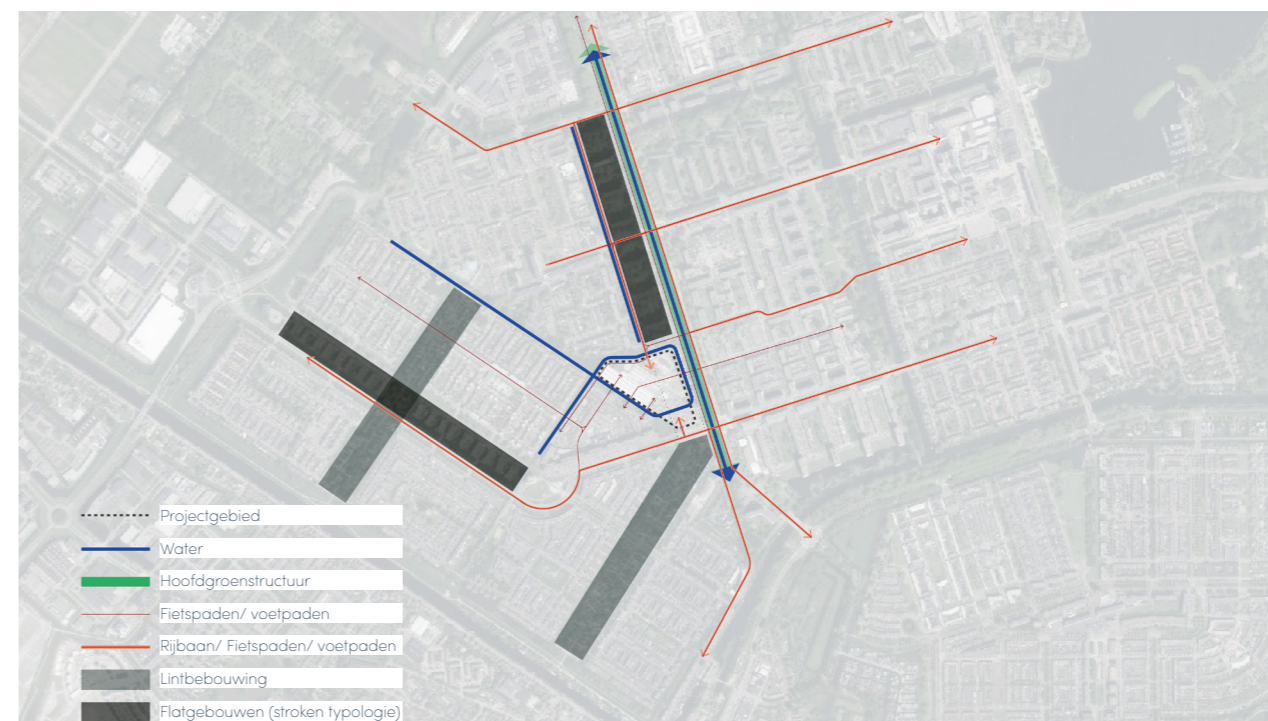 Projectgebied
Water
Hoofdgroenstructuur
Fietspaden/ voetpaden
Rijbaan/ Fietspaden/ voetpaden
Lintbebouwing
Flatgebouwen (stroken typologie)